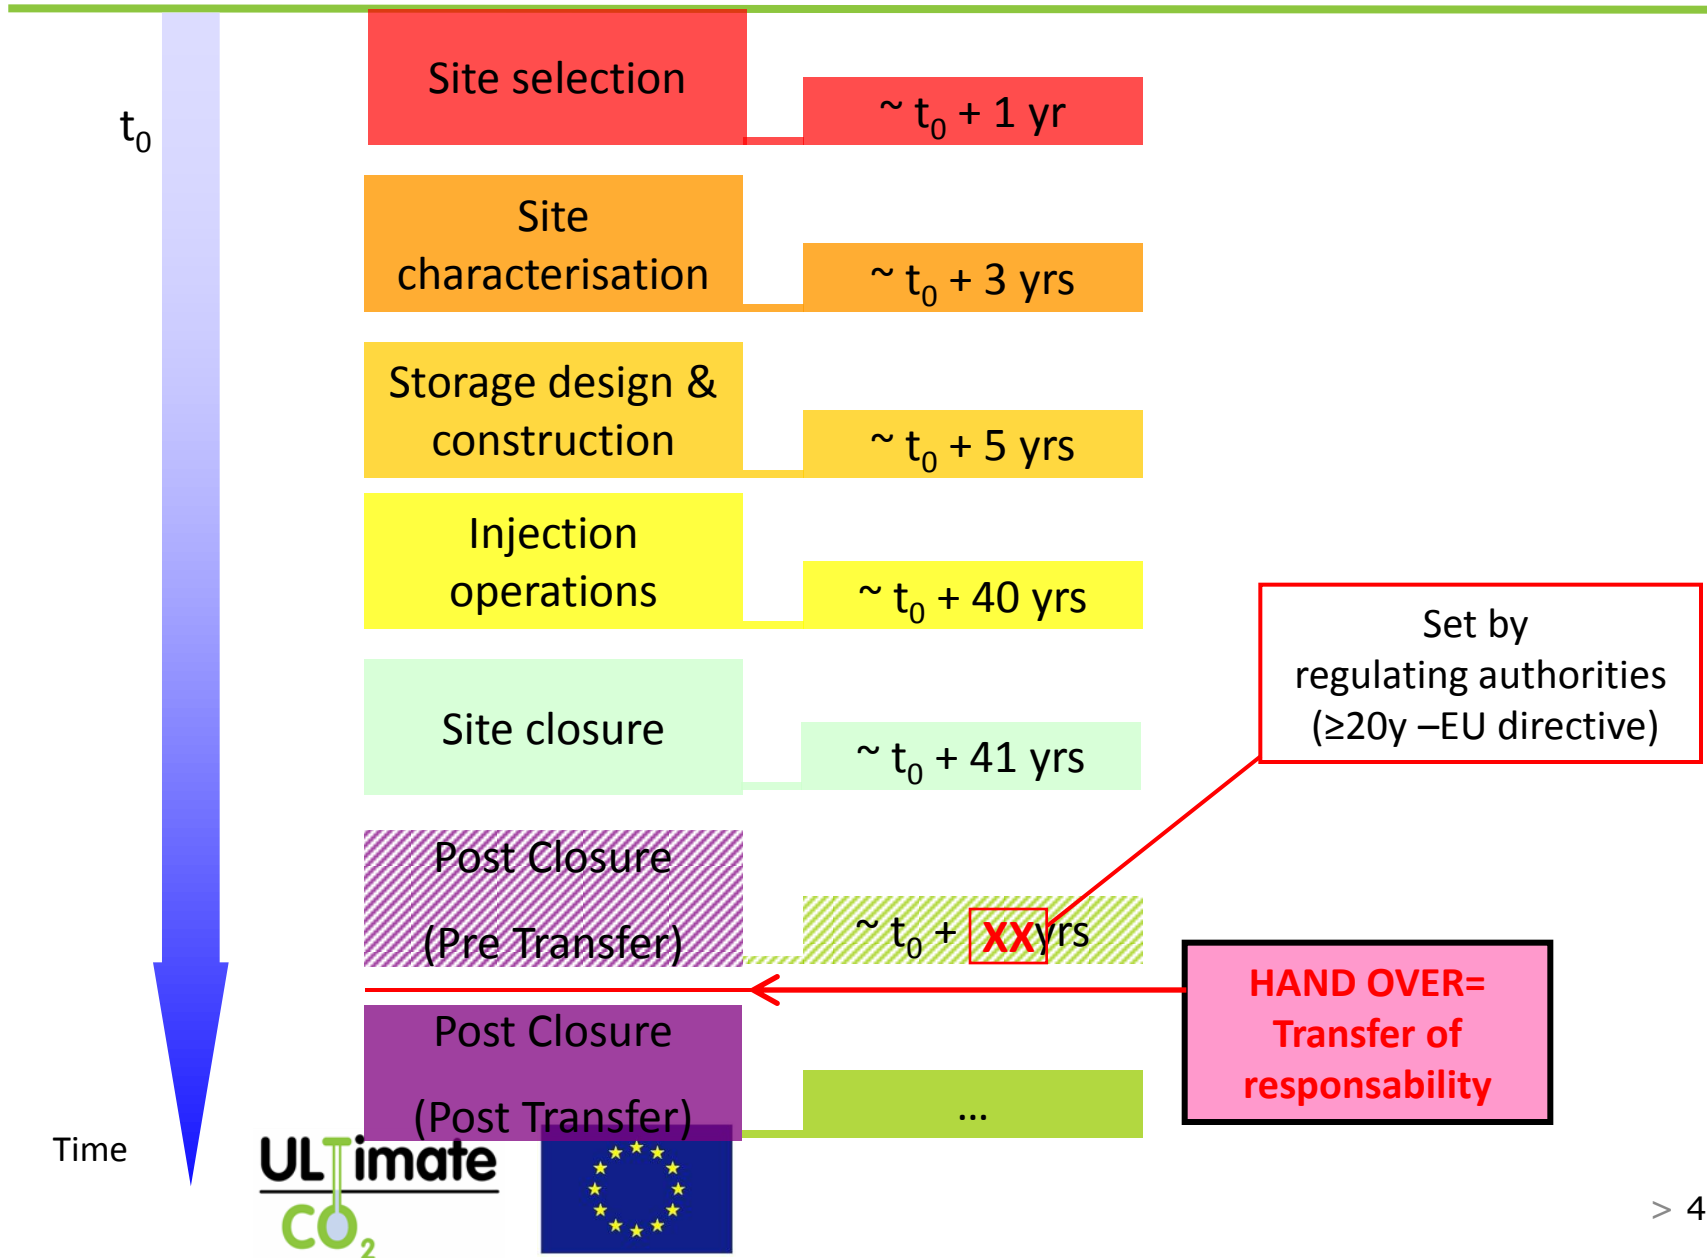 t₀
Site selection
~ t₀ + 1 yr
Site
characterisation
~ t₀ + 3 yrs
Storage design &
construction
~ t₀ + 5 yrs
Injection
operations
~ t₀ + 40 yrs
Set by
regulating authorities
(≥20y –EU directive)
Site closure
~ t₀ + 41 yrs
Post Closure
(Pre Transfer)
~ t₀ + XXyrs
HAND OVER=
Transfer of
responsability
Post Closure
(Post Transfer)
...
Time
ULTimate
CO₂
> 4